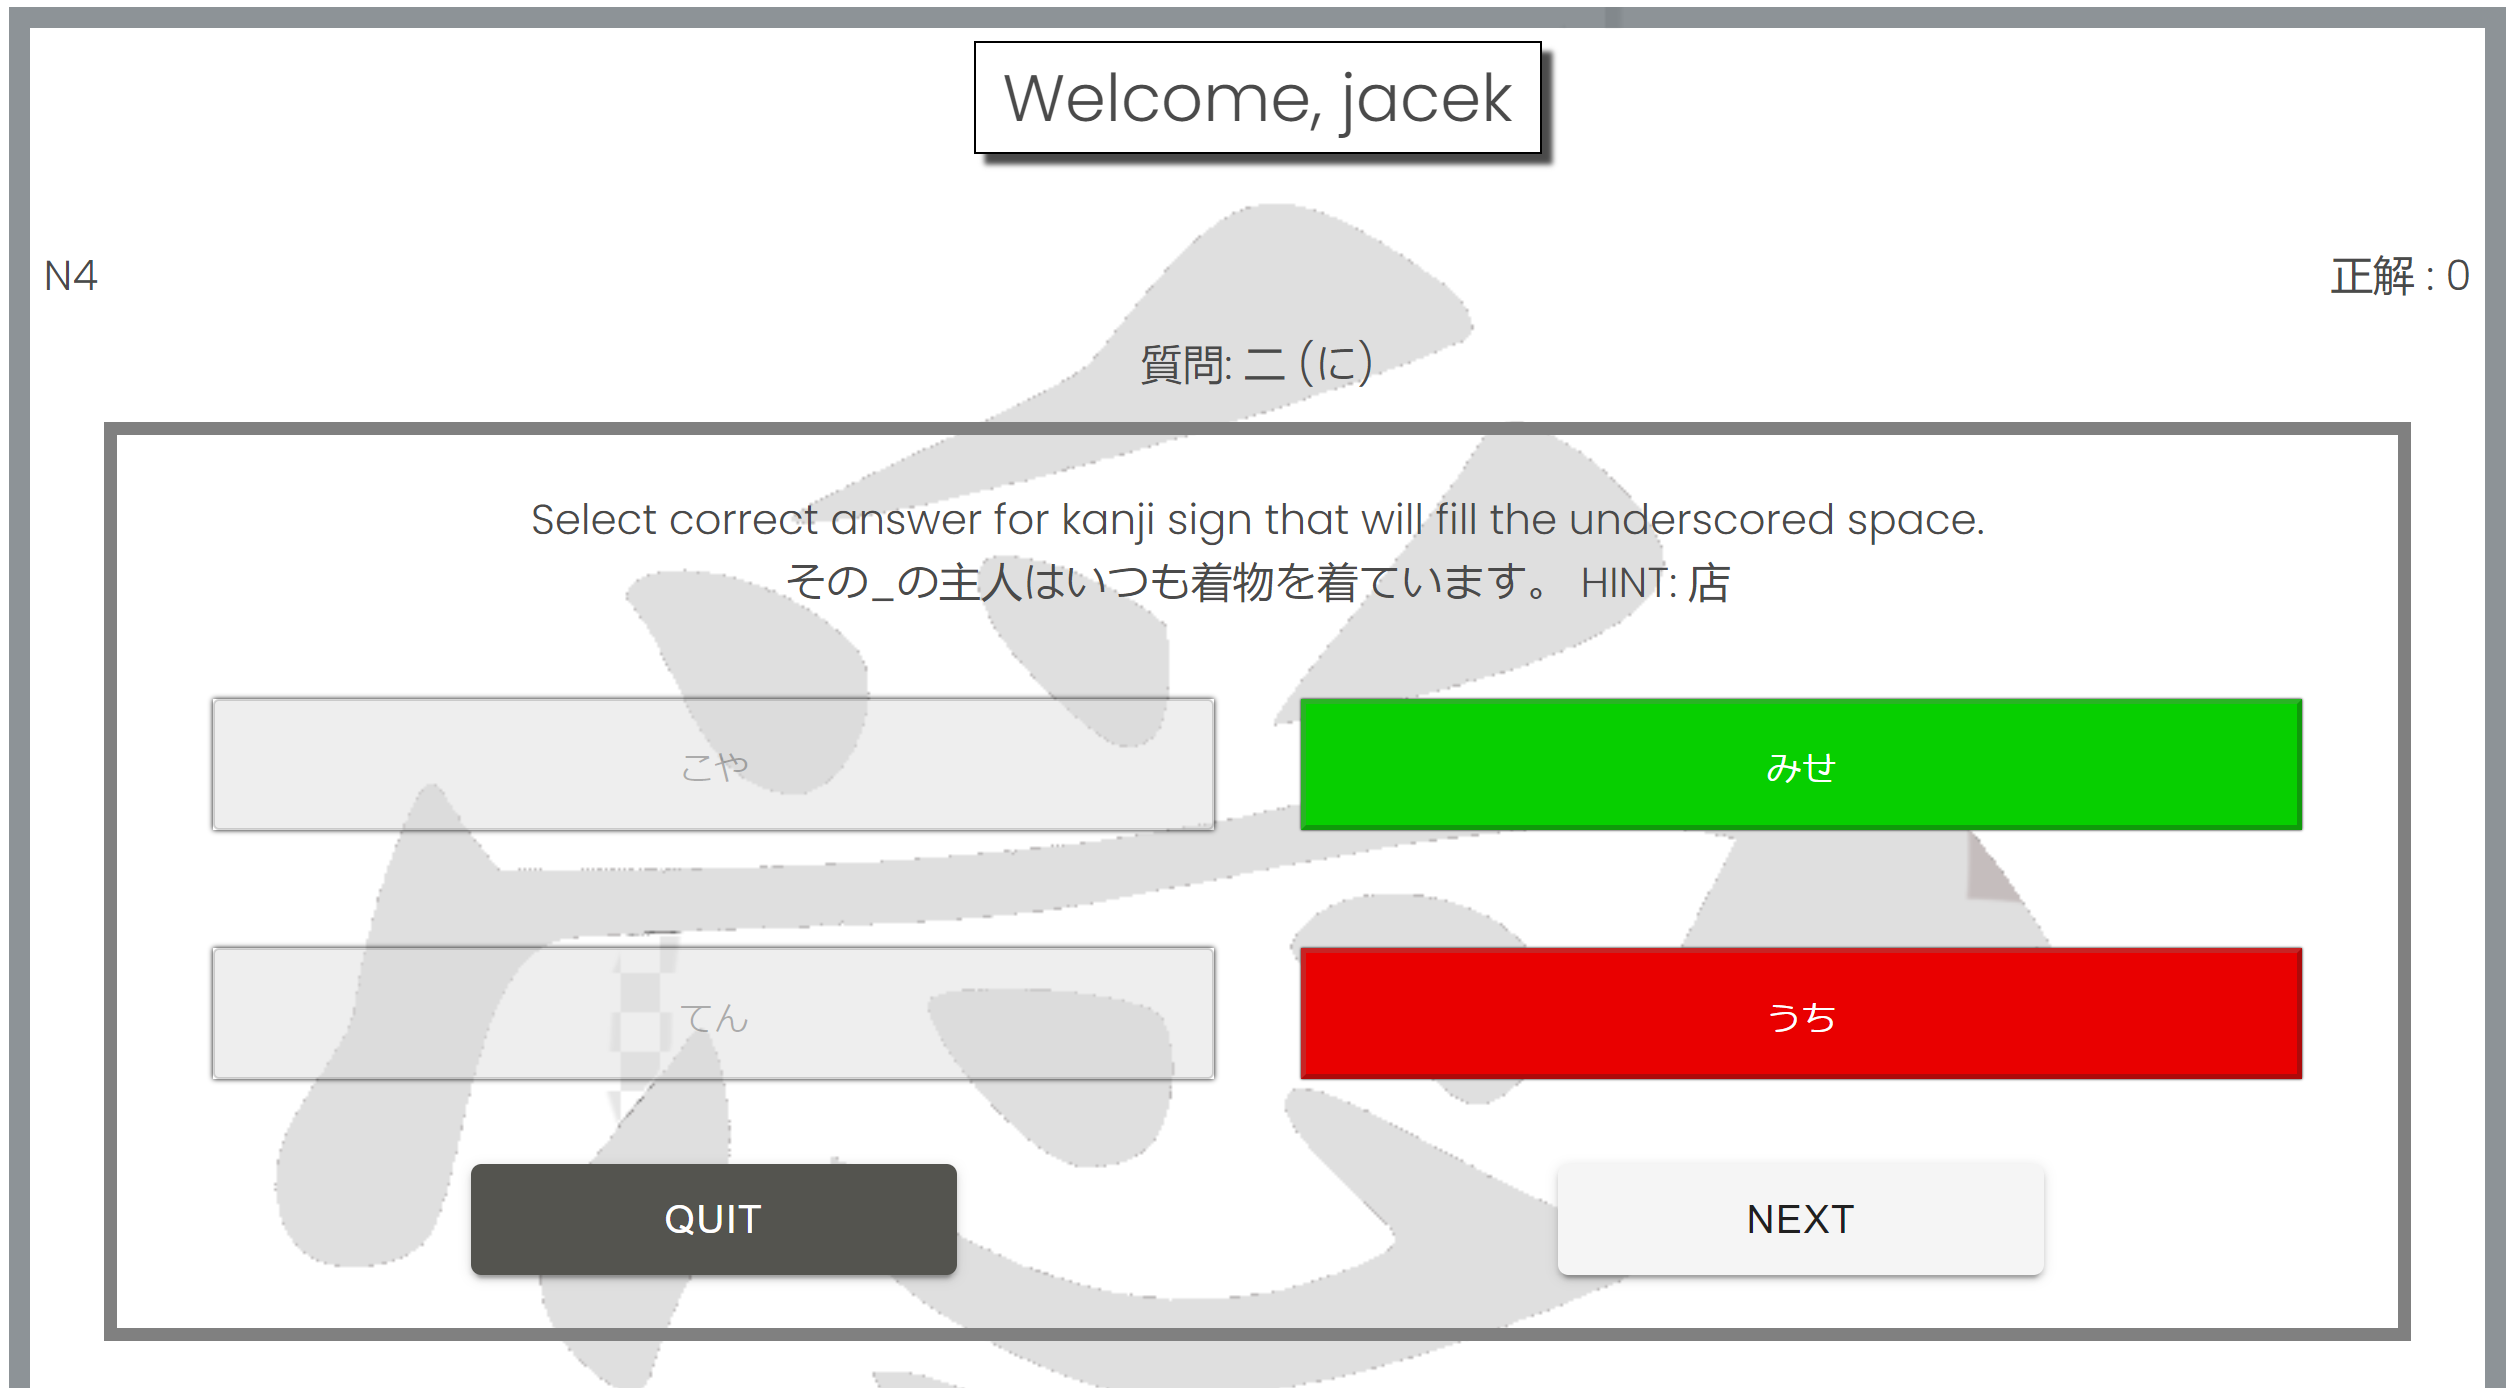 Welcome, jacek
N4
正解 : 0
質問: 二 (に)
Select correct answer for kanji sign that will fill the underscored space.
その_の主人はいつも着物を着ています。 HINT: 店
こや
みせ
てん
うち
QUIT
NEXT